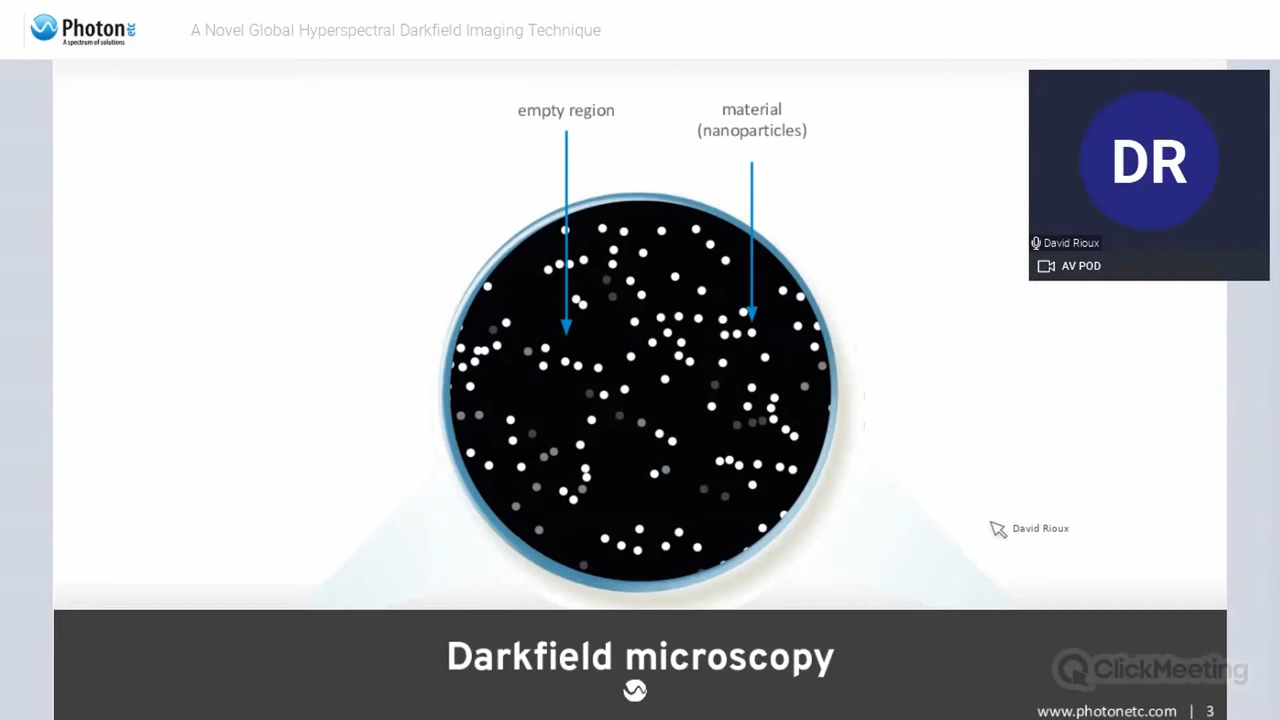 Photon etc
A spectrum of solutions
A Novel Global Hyperspectral Darkfield Imaging Technique
empty region
material
(nanoparticles)
DR
David Rioux
AV POD
David Rioux
Darkfield microscopy
ClickMeeting
www.photonetc.com | 3